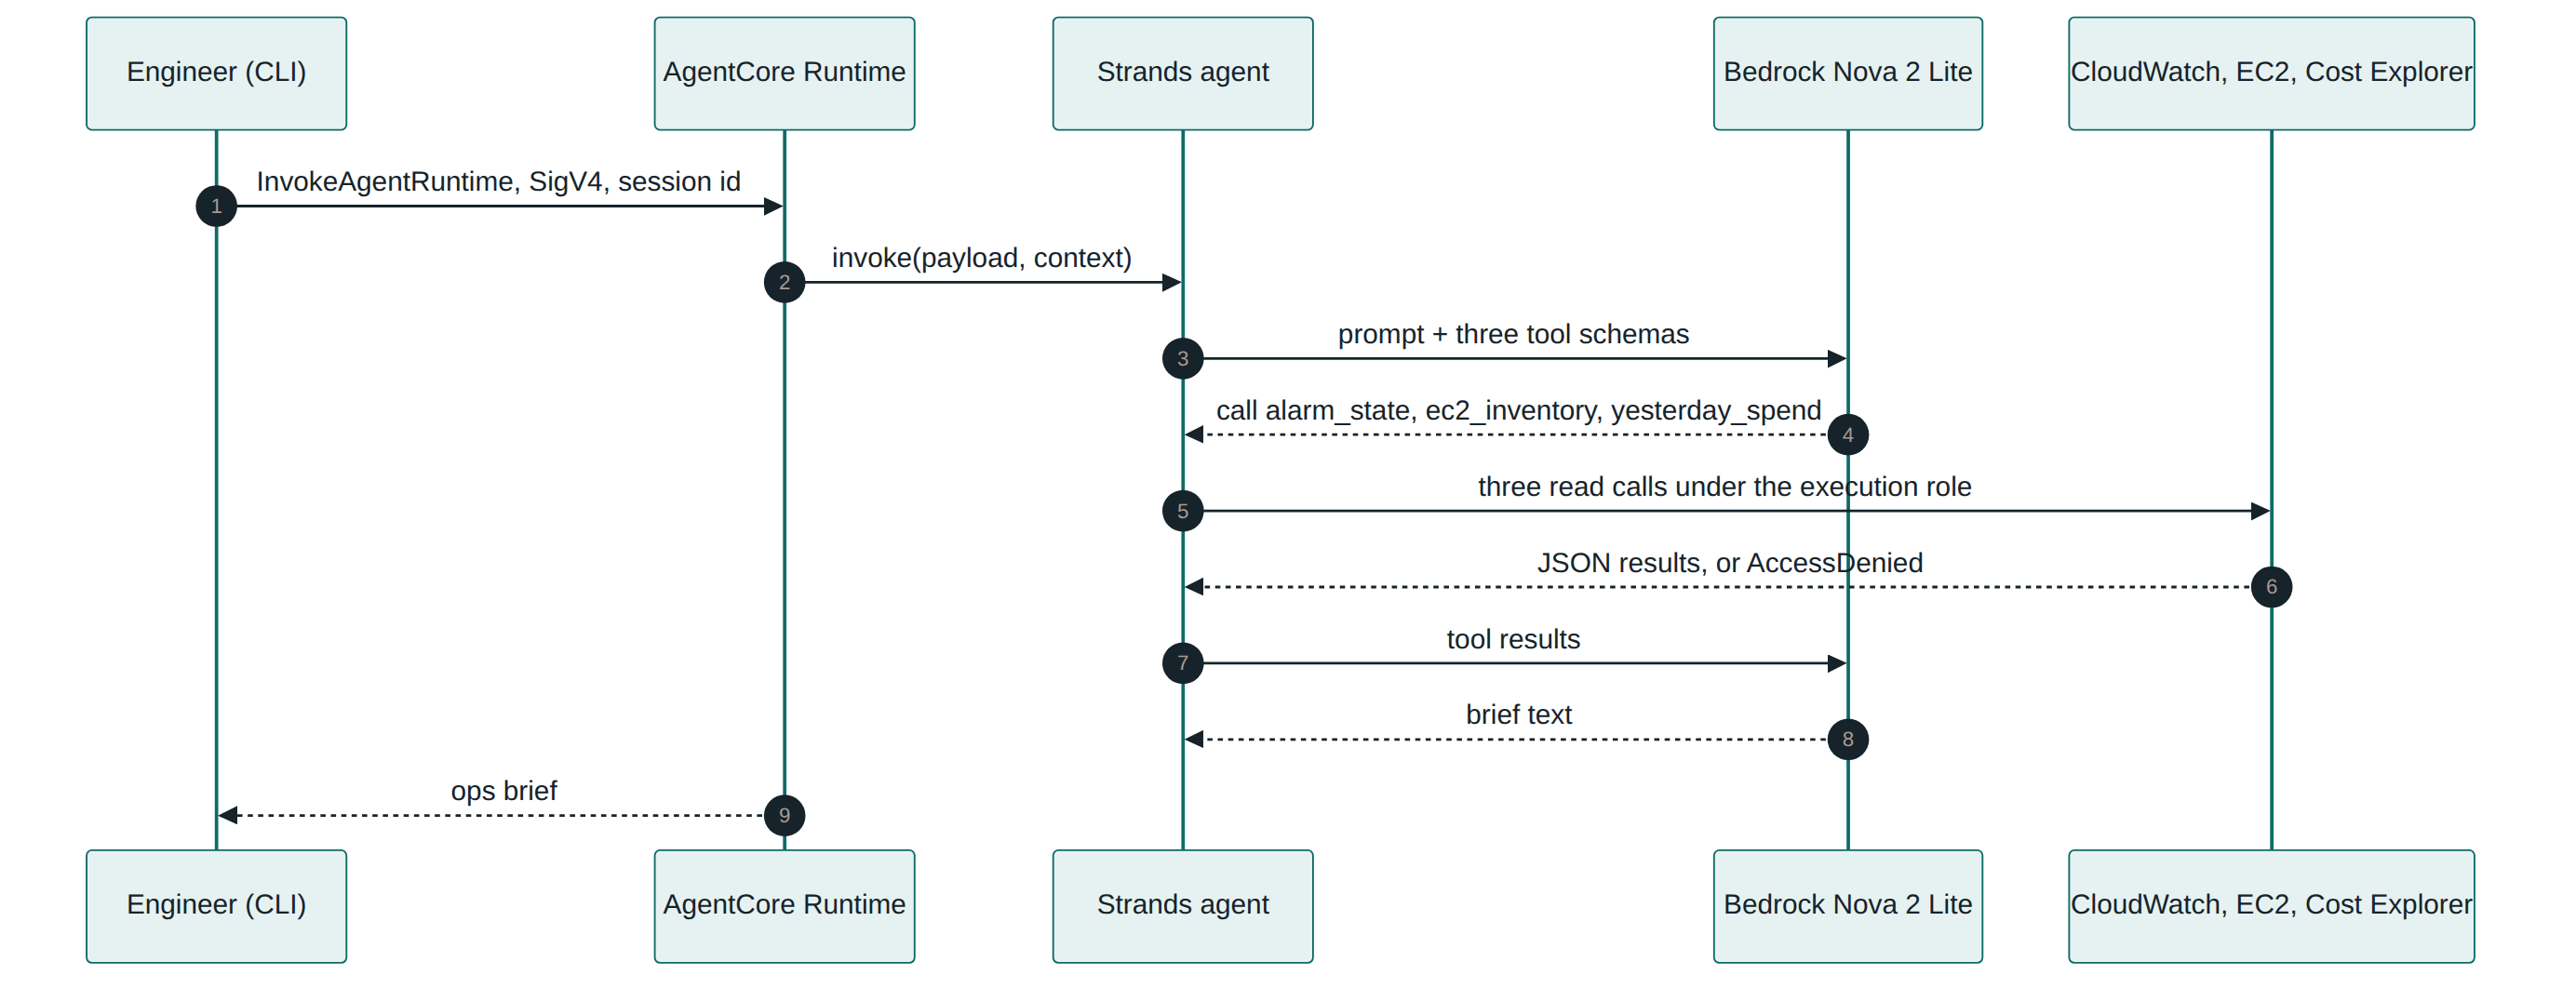 Engineer (CLI)
AgentCore Runtime
Strands agent
Bedrock Nova 2 Lite
CloudWatch, EC2, Cost Explorer
InvokeAgentRuntime, SigV4, session id
1
invoke(payload, context)
2
prompt + three tool schemas
3
call alarm_state, ec2_inventory, yesterday_spend
4
three read calls under the execution role
5
JSON results, or AccessDenied
6
tool results
7
brief text
8
ops brief
9
Engineer (CLI)
AgentCore Runtime
Strands agent
Bedrock Nova 2 Lite
CloudWatch, EC2, Cost Explorer